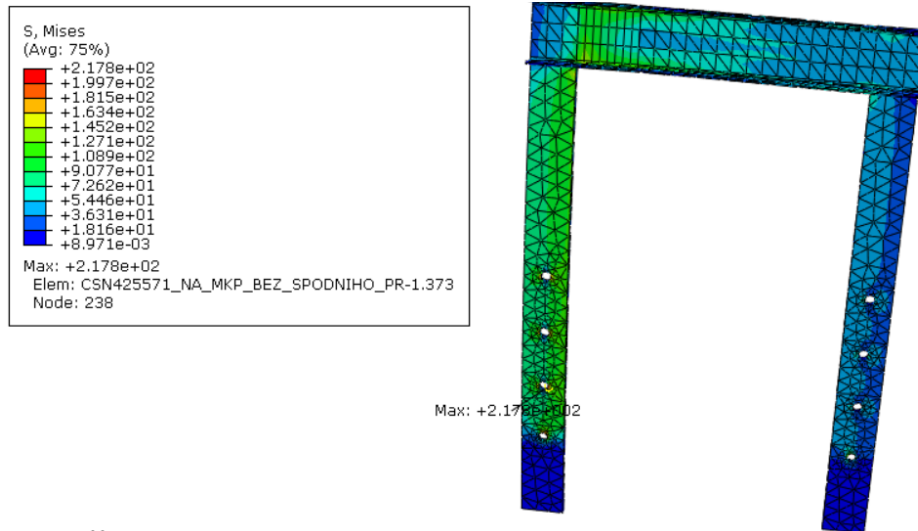 S, Mises
(Avg: 75%)
+2.178e+02
+1.997e+02
+1.815e+02
+1.634e+02
+1.452e+02
+1.271e+02
+1.089e+02
+9.077e+01
+7.262e+01
+5.446e+01
+3.631e+01
+1.816e+01
+8.971e-03
Max: +2.178e+02
Elem: CSN425571_NA_MKP_BEZ_SPODNIHO_PR-1.373
Node: 238
Max: +2.178e+02